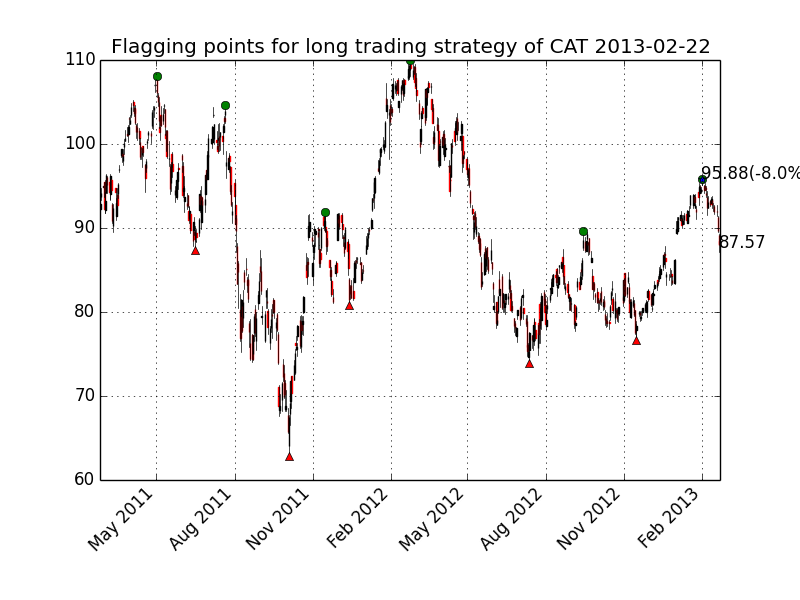 Flagging points for long trading strategy of CAT 2013-02-22
110
100
90
80
70
60
95.88(-8.0%
87.57
May 2011
Aug 2011
Nov 2011
Feb 2012
May 2012
Aug 2012
Nov 2012
Feb 2013